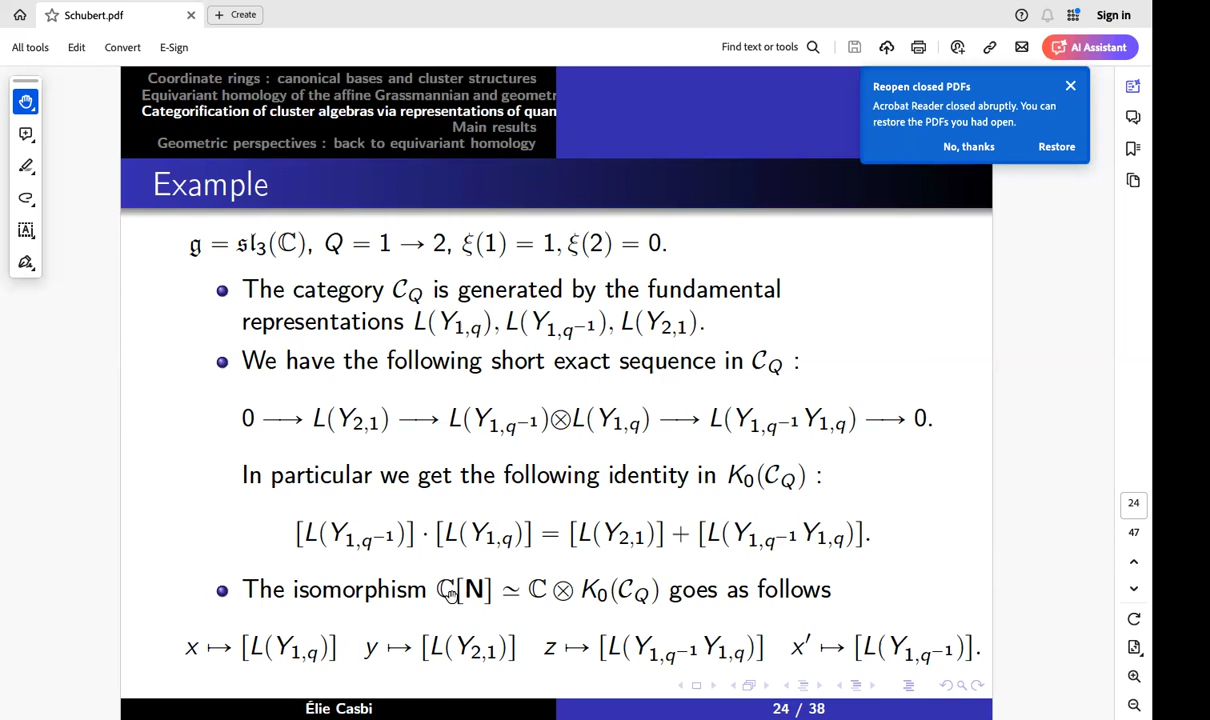 Schubert.pdf
Create
Sign in
All tools Edit Convert E-Sign
Find text or tools
AI Assistant
Reopen closed PDFs
Acrobat Reader closed abruptly. You can
restore the PDFs you had open.
No, thanks Restore
Coordinate rings : canonical bases and cluster structures
Equivariant homology of the affine Grassmannian and geometr
Categorification of cluster algebras via representations of quan
Main results
Geometric perspectives : back to equivariant homology
Example
𝔤 = 𝔰𝔩₃(ℂ), Q = 1 → 2, ξ(1) = 1, ξ(2) = 0.
The category 𝒞_Q is generated by the fundamental
representations L(Y_{1,q}), L(Y_{1,q^{-1}}), L(Y_{2,1}).
We have the following short exact sequence in 𝒞_Q :
0 ⟶ L(Y_{2,1}) ⟶ L(Y_{1,q^{-1}})⊗L(Y_{1,q}) ⟶ L(Y_{1,q^{-1}}Y_{1,q}) ⟶ 0.
In particular we get the following identity in K₀(𝒞_Q) :
[L(Y_{1,q^{-1}})] · [L(Y_{1,q})] = [L(Y_{2,1})] + [L(Y_{1,q^{-1}}Y_{1,q})].
The isomorphism ℂ[N] ≃ ℂ ⊗ K₀(𝒞_Q) goes as follows
x ↦ [L(Y_{1,q})] y ↦ [L(Y_{2,1})] z ↦ [L(Y_{1,q^{-1}}Y_{1,q})] x′ ↦ [L(Y_{1,q^{-1}})].
Élie Casbi
24 / 38
24
47